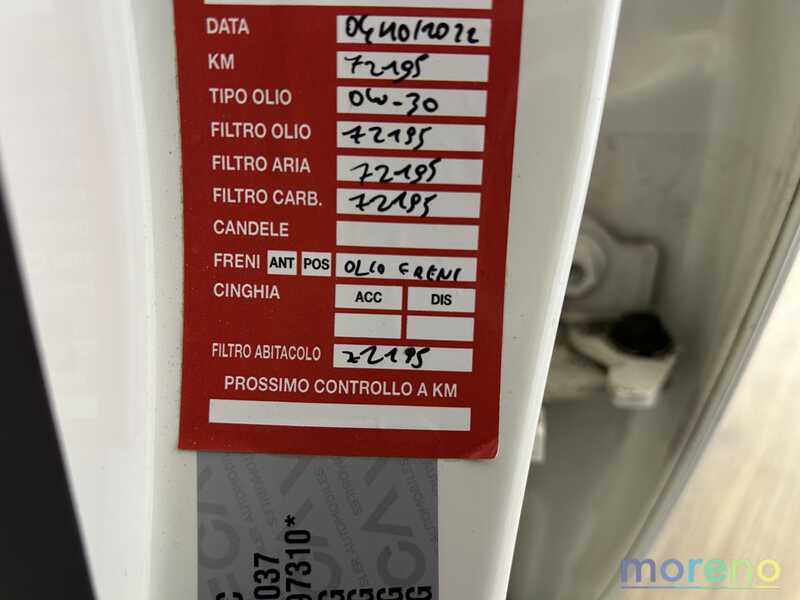 DATA 04/10/2022
KM 72195
TIPO OLIO 0W-30
FILTRO OLIO 72195
FILTRO ARIA 72195
FILTRO CARB. 72195
CANDELE
FRENI ANT POS OLIO FRENI
CINGHIA ACC DIS
FILTRO ABITACOLO 72195
PROSSIMO CONTROLLO A KM
037
97310*
moreno